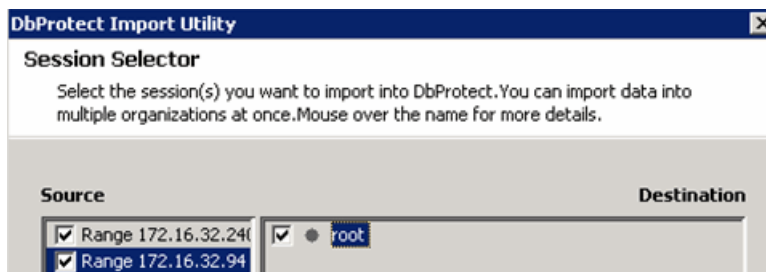 DbProtect Import Utility
Session Selector
Select the session(s) you want to import into DbProtect.You can import data into
multiple organizations at once.Mouse over the name for more details.
Source Destination
Range 172.16.32.240 root
Range 172.16.32.94